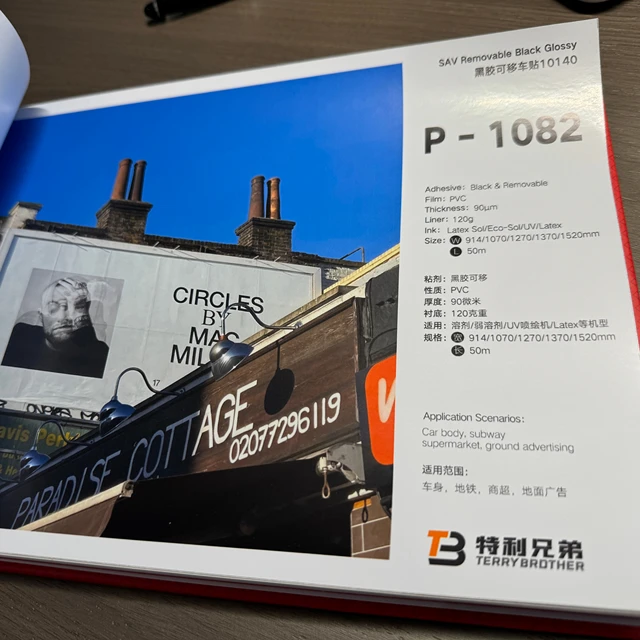 SAV Removable Black Glossy
黑胶可移车贴10140
P - 1082
Adhesive: Black & Removable
Film: PVC
Thickness: 90μm
Liner: 120g
Ink: Latex Sol/Eco-Sol/UV/Latex
Size: W 914/1070/1270/1370/1520mm
L 50m
粘剂: 黑胶可移
性质: PVC
厚度: 90微米
衬底: 120克重
适用: 溶剂/弱溶剂/UV喷绘机/Latex等机型
规格: 宽 914/1070/1270/1370/1520mm
长 50m
Application Scenarios:
Car body, subway
supermarket, ground advertising
适用范围:
车身、地铁、商超、地面广告
TB 特利兄弟
TERRYBROTHER
CIRCLES
BY
MAC
MIL
17
PARADISE COTTAGE
02077296119